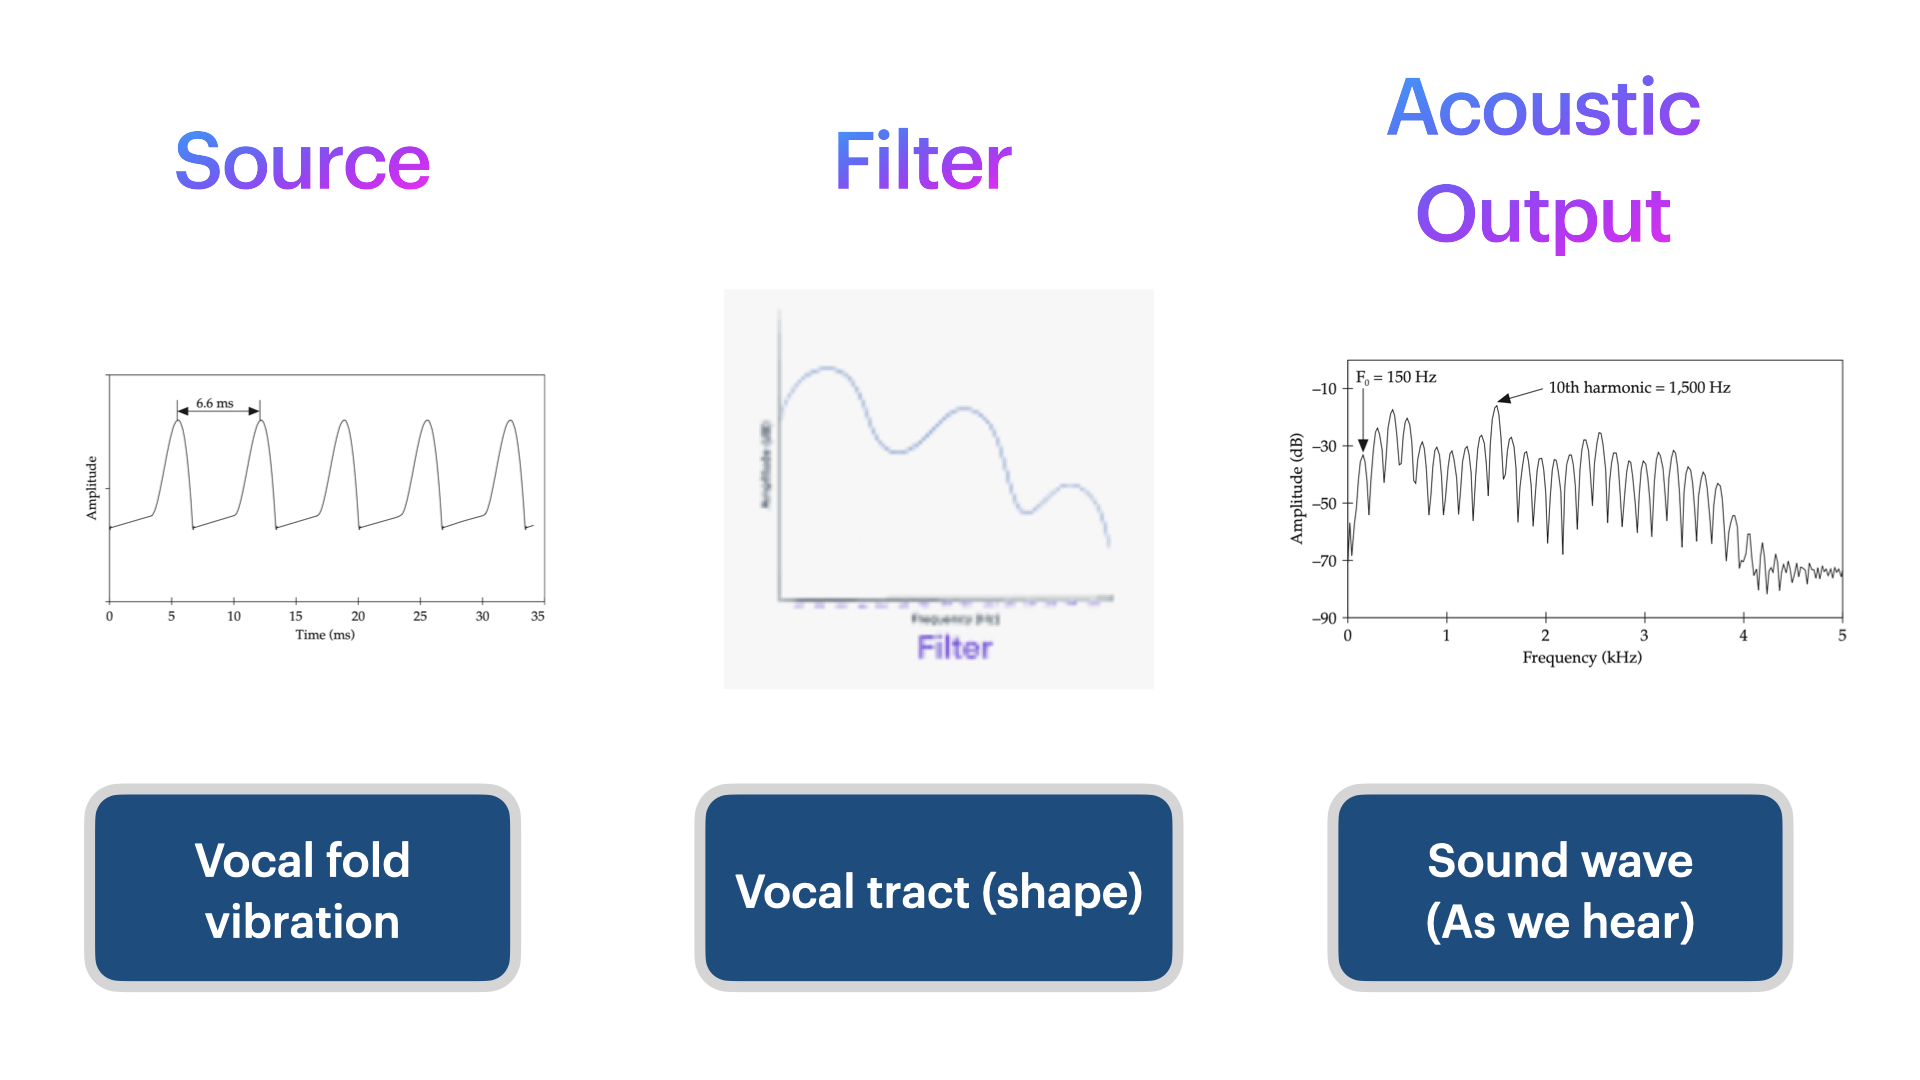 Source
Filter
Acoustic
Output
6.6 ms
Amplitude
0 5 10 15 20 25 30 35
Time (ms)
Amplitude (dB)
Frequency (Hz)
Filter
F₀ = 150 Hz
10th harmonic = 1,500 Hz
–10
–30
–50
–70
–90
Amplitude (dB)
0 1 2 3 4 5
Frequency (kHz)
Vocal fold
vibration
Vocal tract (shape)
Sound wave
(As we hear)